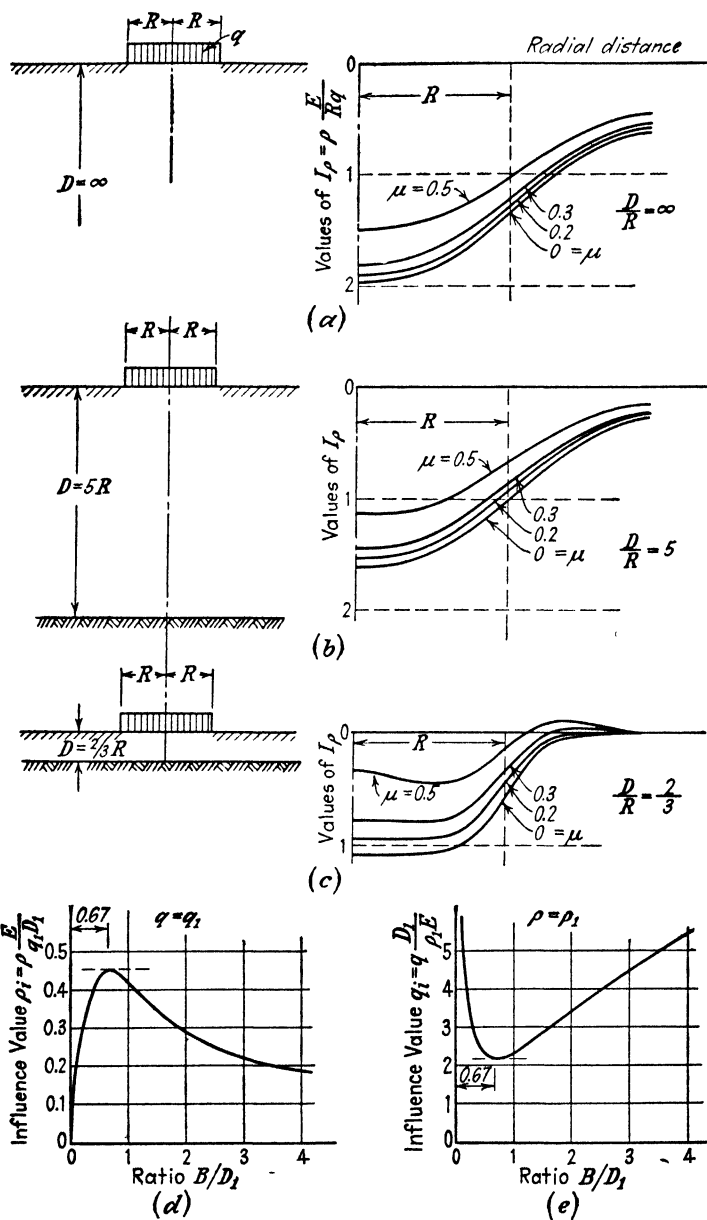 R R
q
D=∞
Radial distance
0
R
Values of Iρ = ρ E/Rq
1
μ=0.5
0.3
0.2
0=μ
D/R=∞
2
(a)
R R
D=5R
0
R
Values of Iρ
μ=0.5
1
0.3
0.2
0=μ
D/R=5
2
(b)
R R
D=2/3R
0
R
Values of Iρ
μ=0.5
0.3
0.2
0=μ
D/R=2/3
1
(c)
0.67
q=q1
Influence Value ρi=ρ E/q1D1
0.5
0.4
0.3
0.2
0.1
0
0 1 2 3 4
Ratio B/D1
(d)
ρ=ρ1
Influence Value qi=q D1/ρ1E
5
4
3
2
1
0
0.67
0 1 2 3 4
Ratio B/D1
(e)